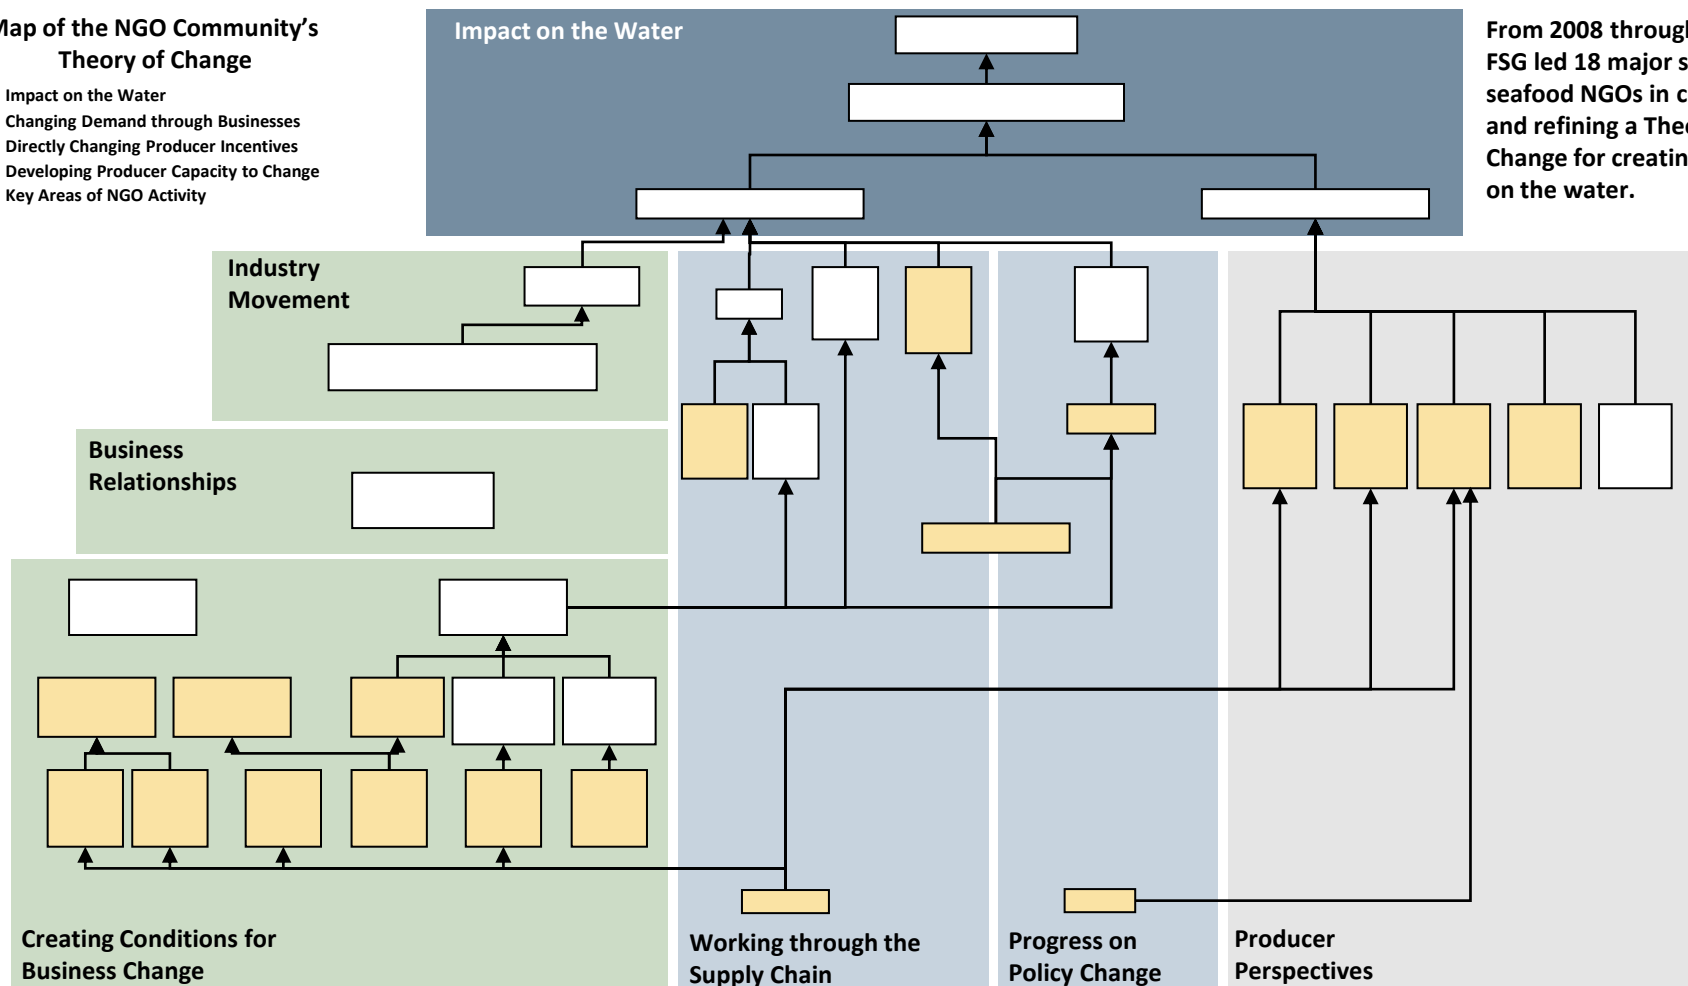 Map of the NGO Community's
Theory of Change
Impact on the Water
Changing Demand through Businesses
Directly Changing Producer Incentives
Developing Producer Capacity to Change
Key Areas of NGO Activity
Impact on the Water
From 2008 through
FSG led 18 major s
seafood NGOs in c
and refining a Theo
Change for creatin
on the water.
Industry
Movement
Business
Relationships
Creating Conditions for
Business Change
Working through the
Supply Chain
Progress on
Policy Change
Producer
Perspectives